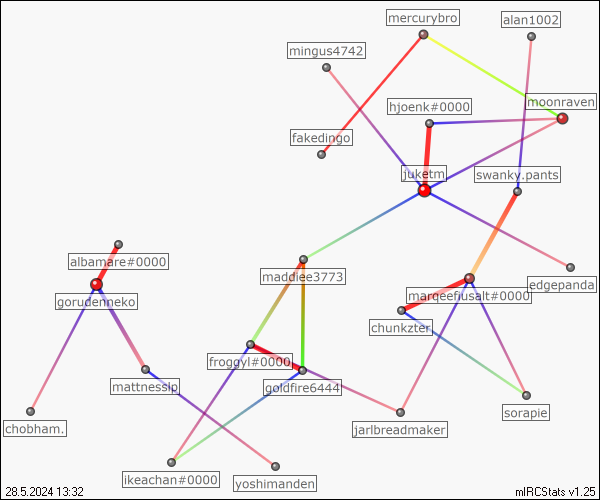 mercurybro
alan1002
mingus4742
moonraven
hjoenk#0000
fakedingo
juketm
swanky.pants
albamare#0000
maddiee3773
edgepanda
marqeefiusalt#0000
gorudenneko
chunkzter
froggyl#0000
mattnessip
goldfire6444
sorapie
chobham.
jarlbreadmaker
ikeachan#0000
yoshimanden
28.5.2024 13:32
mIRCStats v1.25